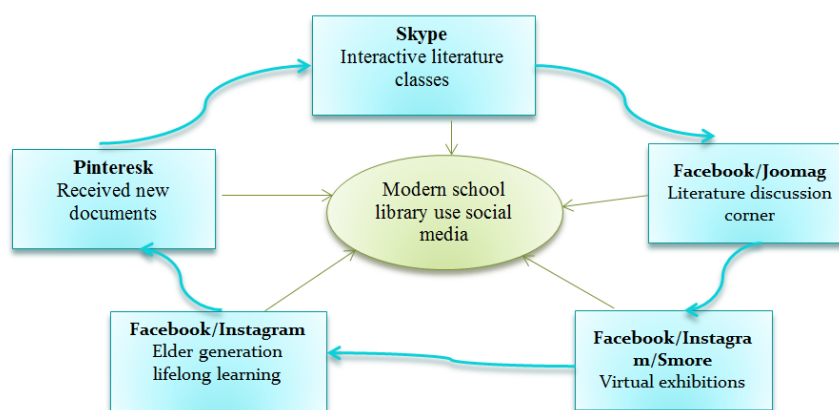 Skype
Interactive literature
classes
Pinteresk
Received new
documents
Modern school
library use social
media
Facebook/Joomag
Literature discussion
corner
Facebook/Instagram
Elder generation
lifelong learning
Facebook/Instagra
m/Smore
Virtual exhibitions